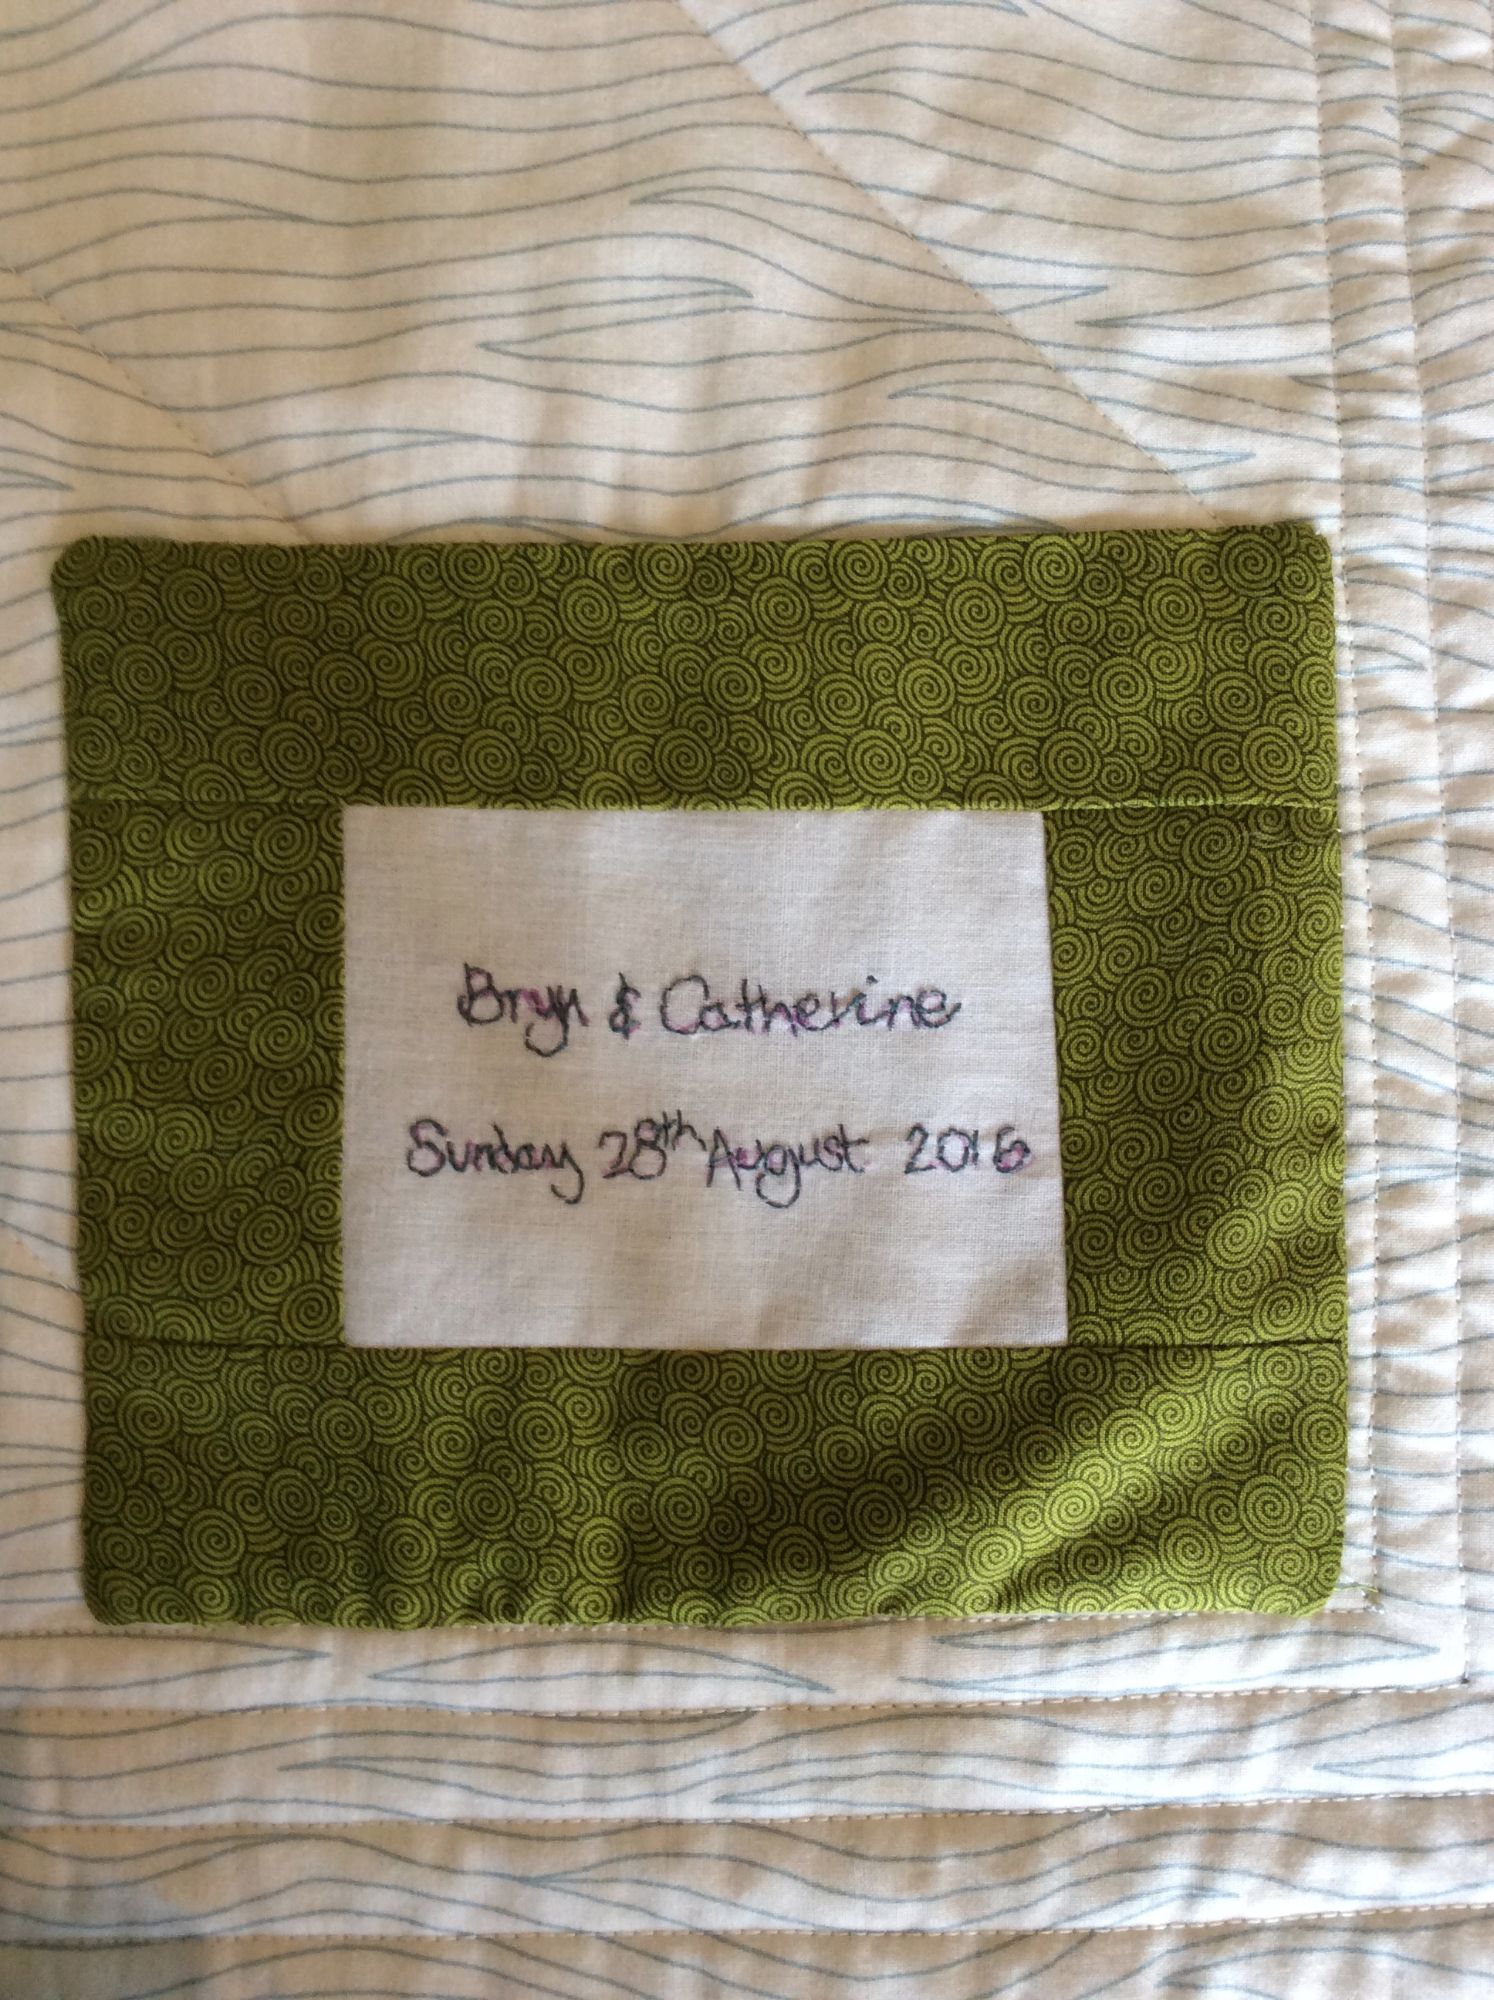 Bryn & Catherine
Sunday 28th August 2016